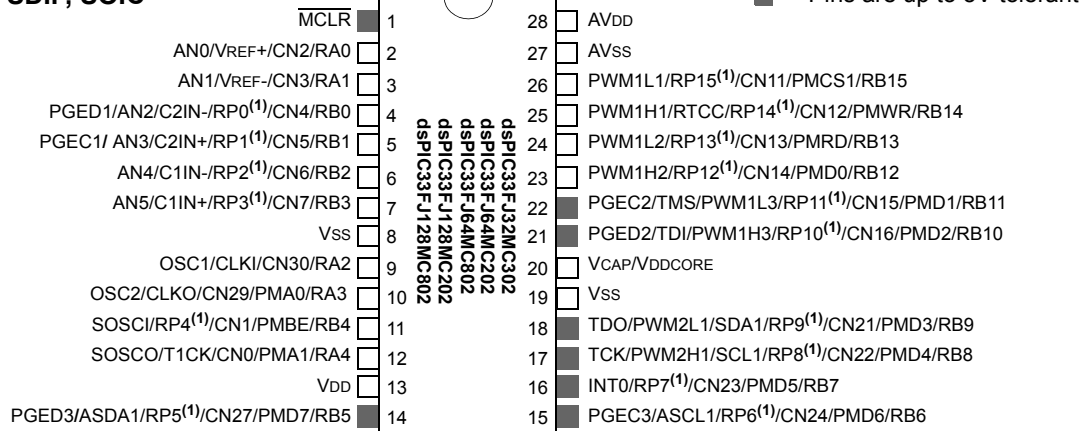 SDIP, SOIC
Pins are up to 5V tolerant
MCLR 1 28 AVDD
AN0/VREF+/CN2/RA0 2 27 AVSS
AN1/VREF-/CN3/RA1 3 26 PWM1L1/RP15(1)/CN11/PMCS1/RB15
PGED1/AN2/C2IN-/RP0(1)/CN4/RB0 4 25 PWM1H1/RTCC/RP14(1)/CN12/PMWR/RB14
PGEC1/ AN3/C2IN+/RP1(1)/CN5/RB1 5 24 PWM1L2/RP13(1)/CN13/PMRD/RB13
AN4/C1IN-/RP2(1)/CN6/RB2 6 23 PWM1H2/RP12(1)/CN14/PMD0/RB12
AN5/C1IN+/RP3(1)/CN7/RB3 7 22 PGEC2/TMS/PWM1L3/RP11(1)/CN15/PMD1/RB11
VSS 8 21 PGED2/TDI/PWM1H3/RP10(1)/CN16/PMD2/RB10
OSC1/CLKI/CN30/RA2 9 20 VCAP/VDDCORE
OSC2/CLKO/CN29/PMA0/RA3 10 19 VSS
SOSCI/RP4(1)/CN1/PMBE/RB4 11 18 TDO/PWM2L1/SDA1/RP9(1)/CN21/PMD3/RB9
SOSCO/T1CK/CN0/PMA1/RA4 12 17 TCK/PWM2H1/SCL1/RP8(1)/CN22/PMD4/RB8
VDD 13 16 INT0/RP7(1)/CN23/PMD5/RB7
PGED3/ASDA1/RP5(1)/CN27/PMD7/RB5 14 15 PGEC3/ASCL1/RP6(1)/CN24/PMD6/RB6
dsPIC33FJ32MC302
dsPIC33FJ64MC202
dsPIC33FJ64MC802
dsPIC33FJ128MC202
dsPIC33FJ128MC802